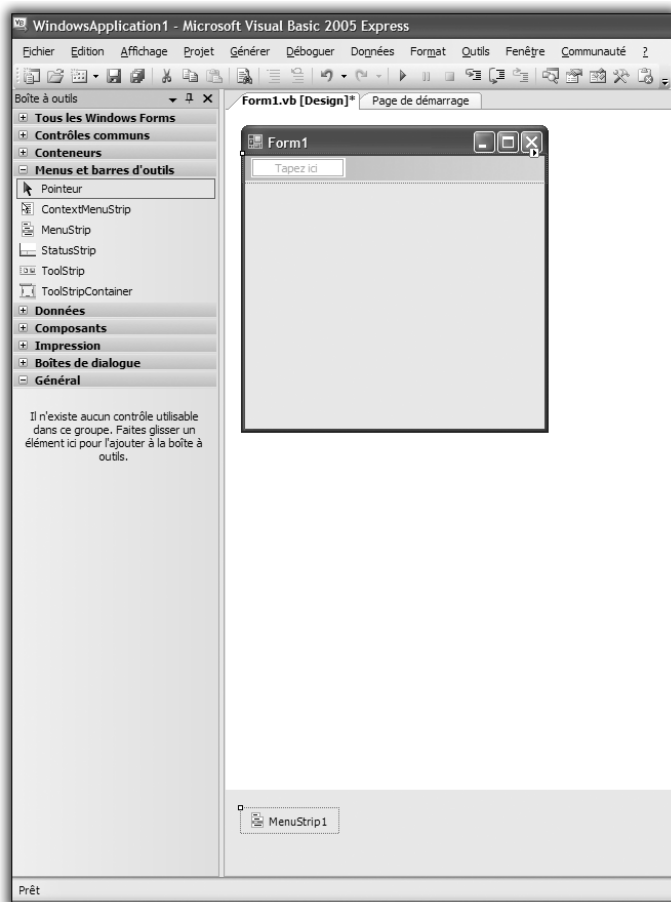 WindowsApplication1 - Microsoft Visual Basic 2005 Express
Fichier Edition Affichage Projet Générer Déboguer Données Format Outils Fenêtre Communauté ?
Boîte à outils
Form1.vb [Design]* Page de démarrage
Tous les Windows Forms
Contrôles communs
Conteneurs
Menus et barres d'outils
Pointeur
ContextMenuStrip
MenuStrip
StatusStrip
ToolStrip
ToolStripContainer
Données
Composants
Impression
Boîtes de dialogue
Général
Il n'existe aucun contrôle utilisable
dans ce groupe. Faites glisser un
élément ici pour l'ajouter à la boîte à
outils.
Form1
Tapez ici
MenuStrip1
Prêt